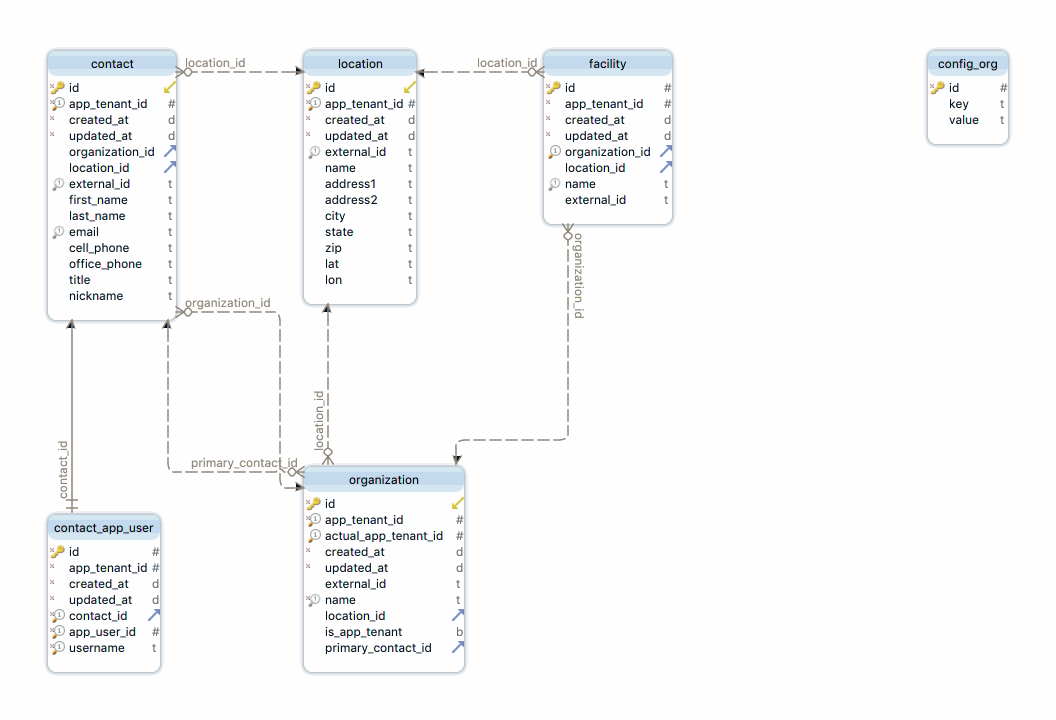 contact
id
app_tenant_id #
created_at d
updated_at d
organization_id
location_id
external_id t
first_name t
last_name t
email t
cell_phone t
office_phone t
title t
nickname t
location_id
location
id
app_tenant_id #
created_at d
updated_at d
external_id t
name t
address1 t
address2 t
city t
state t
zip t
lat t
lon t
location_id
facility
id #
app_tenant_id #
created_at d
updated_at d
organization_id
location_id
name t
external_id t
config_org
id #
key t
value t
organization_id
organization_id
location_id
primary_contact_id
contact_id
contact_app_user
id #
app_tenant_id #
created_at d
updated_at d
contact_id
app_user_id #
username t
organization
id
app_tenant_id #
actual_app_tenant_id #
created_at d
updated_at d
external_id t
name t
location_id
is_app_tenant b
primary_contact_id